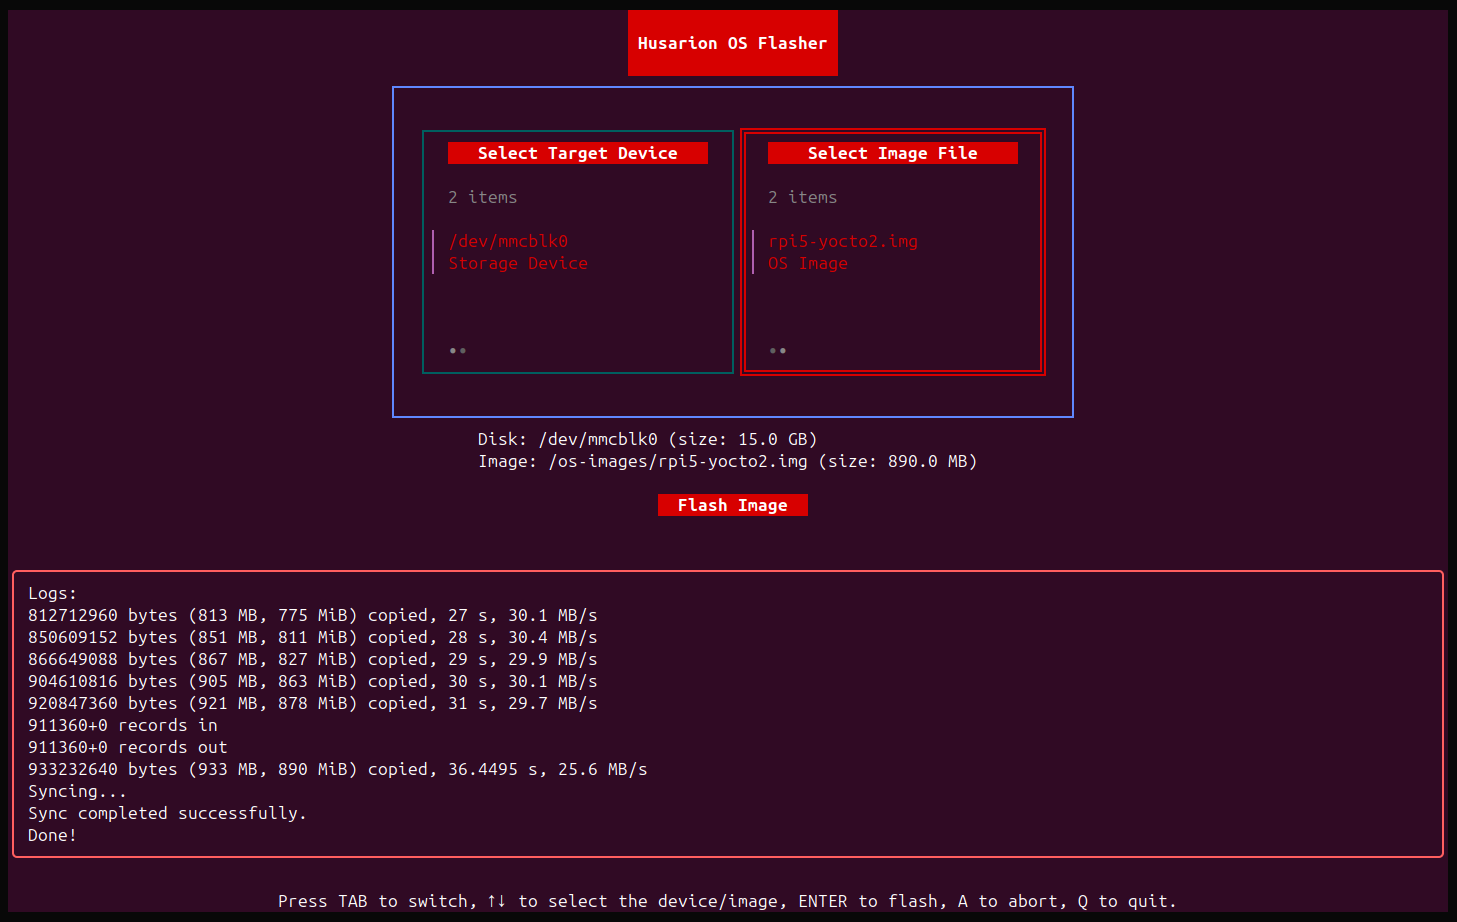 Husarion OS Flasher
Select Target Device
2 items
/dev/mmcblk0
Storage Device
Select Image File
2 items
rpi5-yocto2.img
OS Image
Disk: /dev/mmcblk0 (size: 15.0 GB)
Image: /os-images/rpi5-yocto2.img (size: 890.0 MB)
Flash Image
Logs:
812712960 bytes (813 MB, 775 MiB) copied, 27 s, 30.1 MB/s
850609152 bytes (851 MB, 811 MiB) copied, 28 s, 30.4 MB/s
866649088 bytes (867 MB, 827 MiB) copied, 29 s, 29.9 MB/s
904610816 bytes (905 MB, 863 MiB) copied, 30 s, 30.1 MB/s
920847360 bytes (921 MB, 878 MiB) copied, 31 s, 29.7 MB/s
911360+0 records in
911360+0 records out
933232640 bytes (933 MB, 890 MiB) copied, 36.4495 s, 25.6 MB/s
Syncing...
Sync completed successfully.
Done!
Press TAB to switch, ↑↓ to select the device/image, ENTER to flash, A to abort, Q to quit.